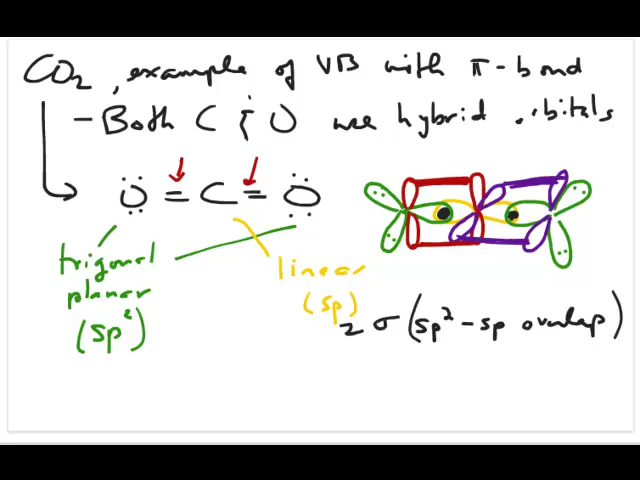 CO2, example of VB with π-bond
- Both C & O use hybrid orbitals
O = C = O
trigonal planar (sp²)
linear (sp)
2 σ (sp² - sp overlap)